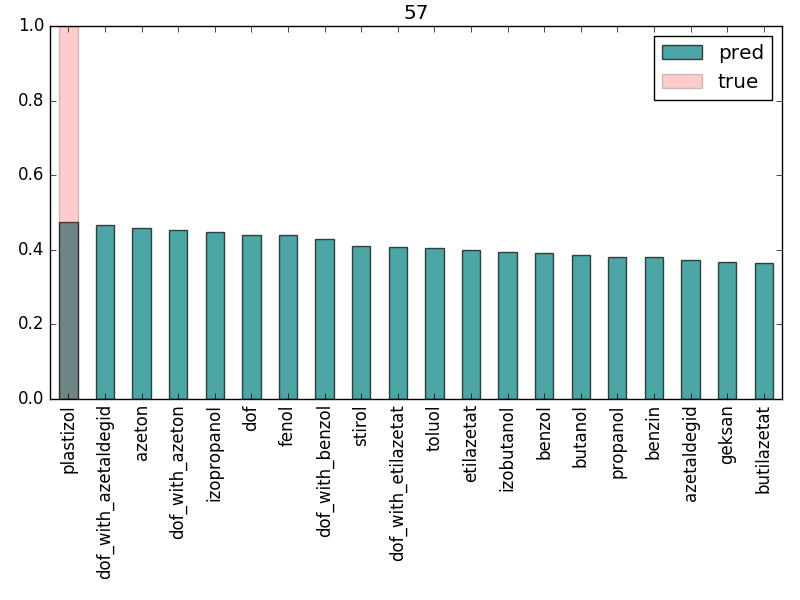 57
1.0
0.8
0.6
0.4
0.2
0.0
pred
true
plastizol
dof_with_azetaldegid
azeton
dof_with_azeton
izopropanol
dof
fenol
dof_with_benzol
stirol
dof_with_etilazetat
toluol
etilazetat
izobutanol
benzol
butanol
propanol
benzin
azetaldegid
geksan
butilazetat